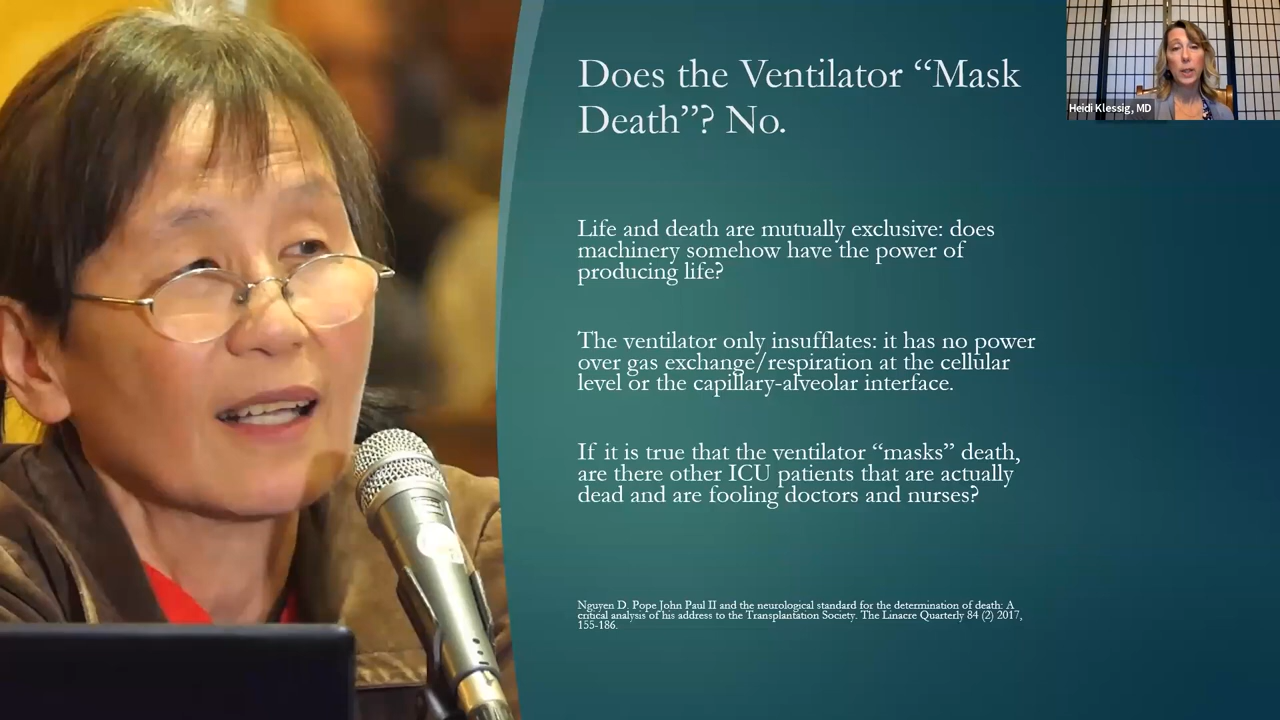 Does the Ventilator “Mask
Death”? No.
Heidi Klessig, MD
Life and death are mutually exclusive: does
machinery somehow have the power of
producing life?
The ventilator only insufflates: it has no power
over gas exchange/respiration at the cellular
level or the capillary-alveolar interface.
If it is true that the ventilator “masks” death,
are there other ICU patients that are actually
dead and are fooling doctors and nurses?
Nguyen D. Pope John Paul II and the neurological standard for the determination of death: A
critical analysis of his address to the Transplantation Society. The Linacre Quarterly 84 (2) 2017,
155-186.